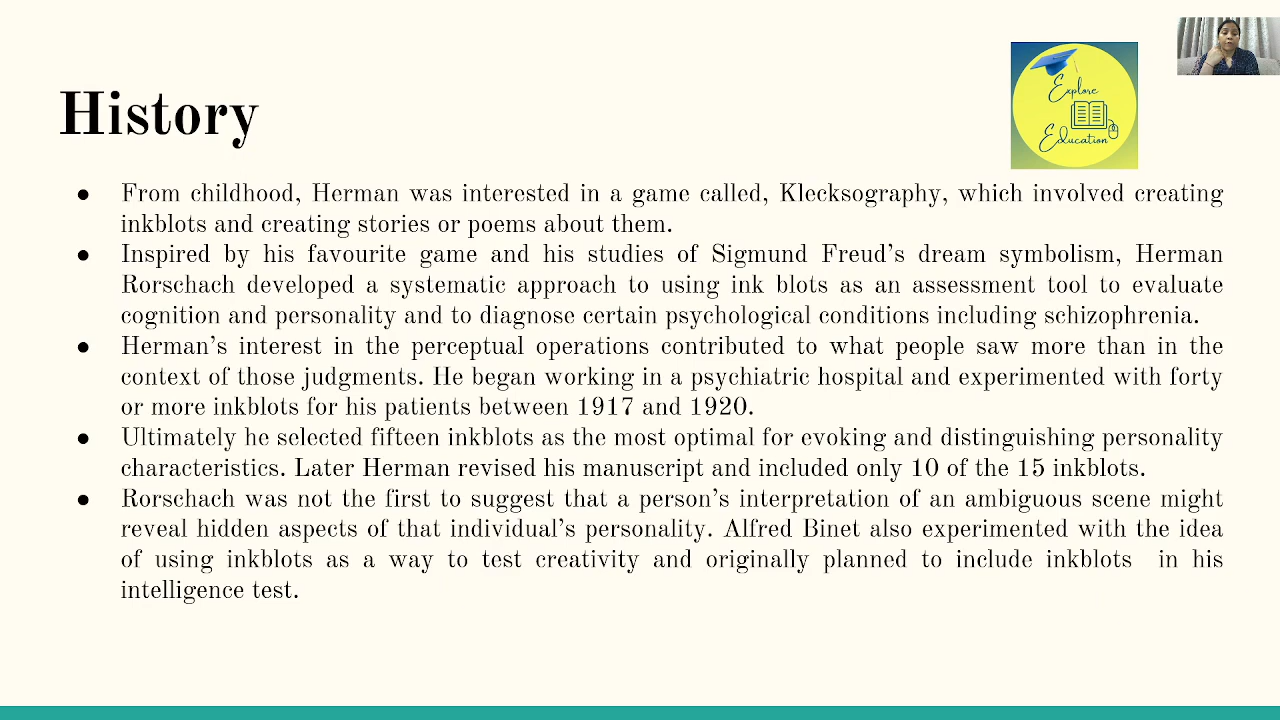 Explore
Education
History
● From childhood, Herman was interested in a game called, Klecksography, which involved creating
inkblots and creating stories or poems about them.
● Inspired by his favourite game and his studies of Sigmund Freud's dream symbolism, Herman
Rorschach developed a systematic approach to using ink blots as an assessment tool to evaluate
cognition and personality and to diagnose certain psychological conditions including schizophrenia.
● Herman's interest in the perceptual operations contributed to what people saw more than in the
context of those judgments. He began working in a psychiatric hospital and experimented with forty
or more inkblots for his patients between 1917 and 1920.
● Ultimately he selected fifteen inkblots as the most optimal for evoking and distinguishing personality
characteristics. Later Herman revised his manuscript and included only 10 of the 15 inkblots.
● Rorschach was not the first to suggest that a person's interpretation of an ambiguous scene might
reveal hidden aspects of that individual's personality. Alfred Binet also experimented with the idea
of using inkblots as a way to test creativity and originally planned to include inkblots in his
intelligence test.